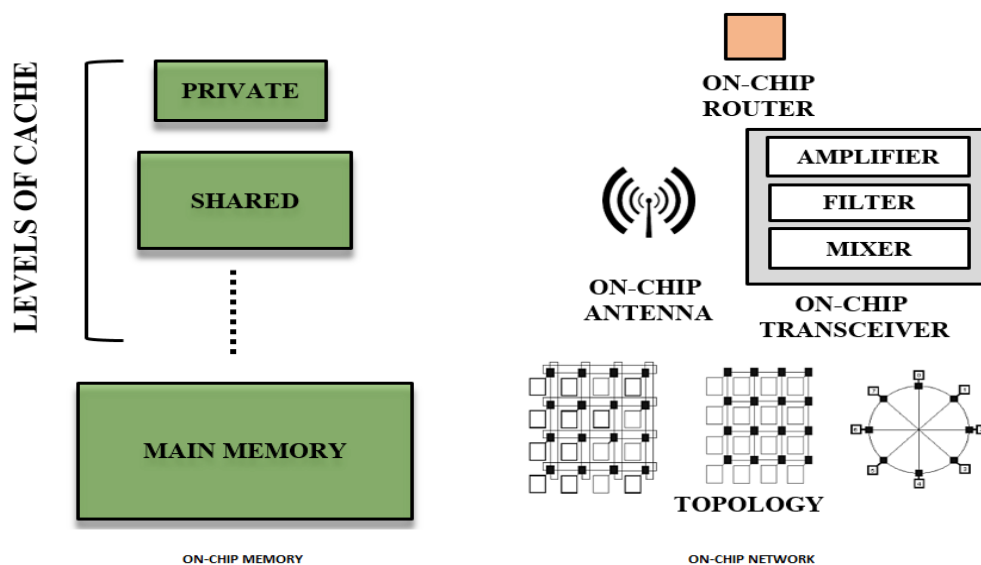 LEVELS OF CACHE
PRIVATE
SHARED
MAIN MEMORY
ON-CHIP MEMORY
ON-CHIP
ROUTER
AMPLIFIER
FILTER
MIXER
ON-CHIP
ANTENNA
ON-CHIP
TRANSCEIVER
TOPOLOGY
ON-CHIP NETWORK